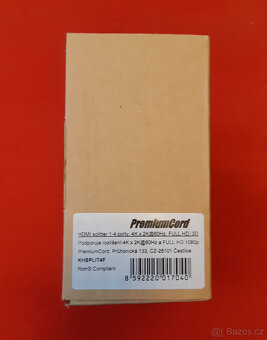 PremiumCord
HDMI splitter 1-4 porty, 4K x 2K@60Hz, FULL HD, 3D
Podporuje rozlišení 4K x 2K@60Hz a FULL HD 1080p
PremiumCord, Průhonická 133, CZ-25101 Čestlice
KHSPLIT4F
RoHS Compliant
8 592220 017040
Bazoš.cz